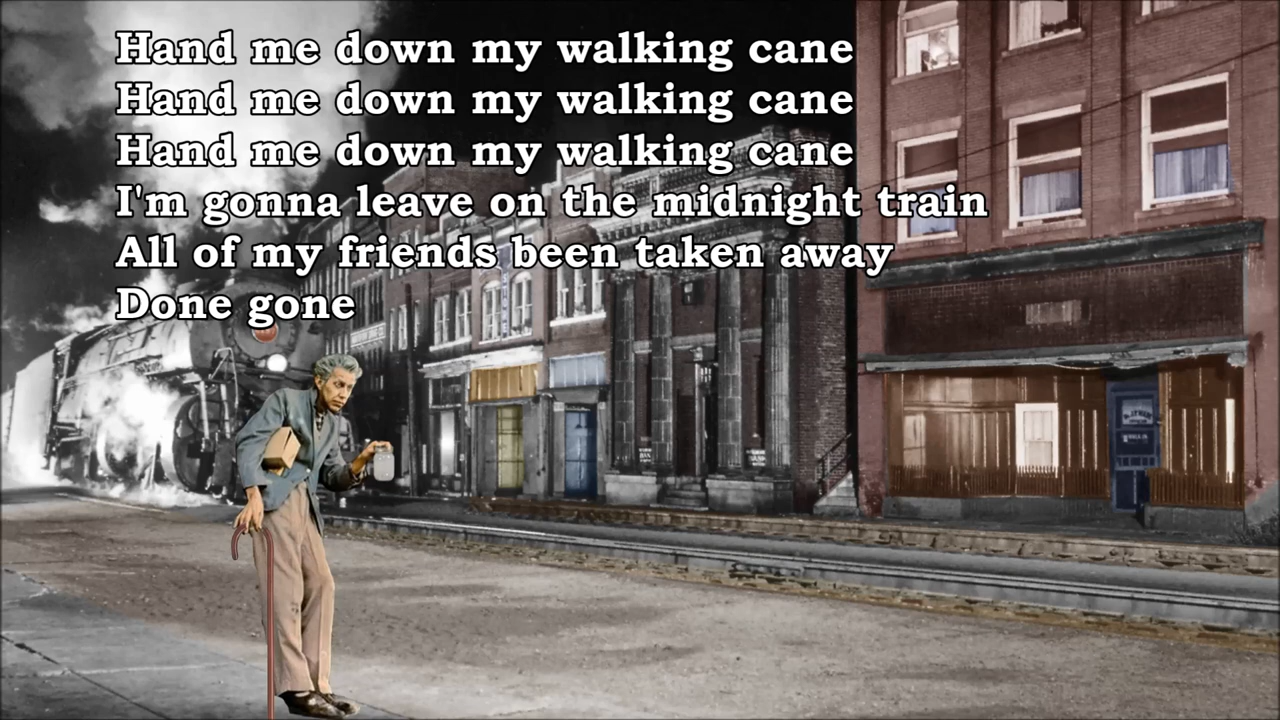 Hand me down my walking cane
Hand me down my walking cane
Hand me down my walking cane
I'm gonna leave on the midnight train
All of my friends been taken away
Done gone